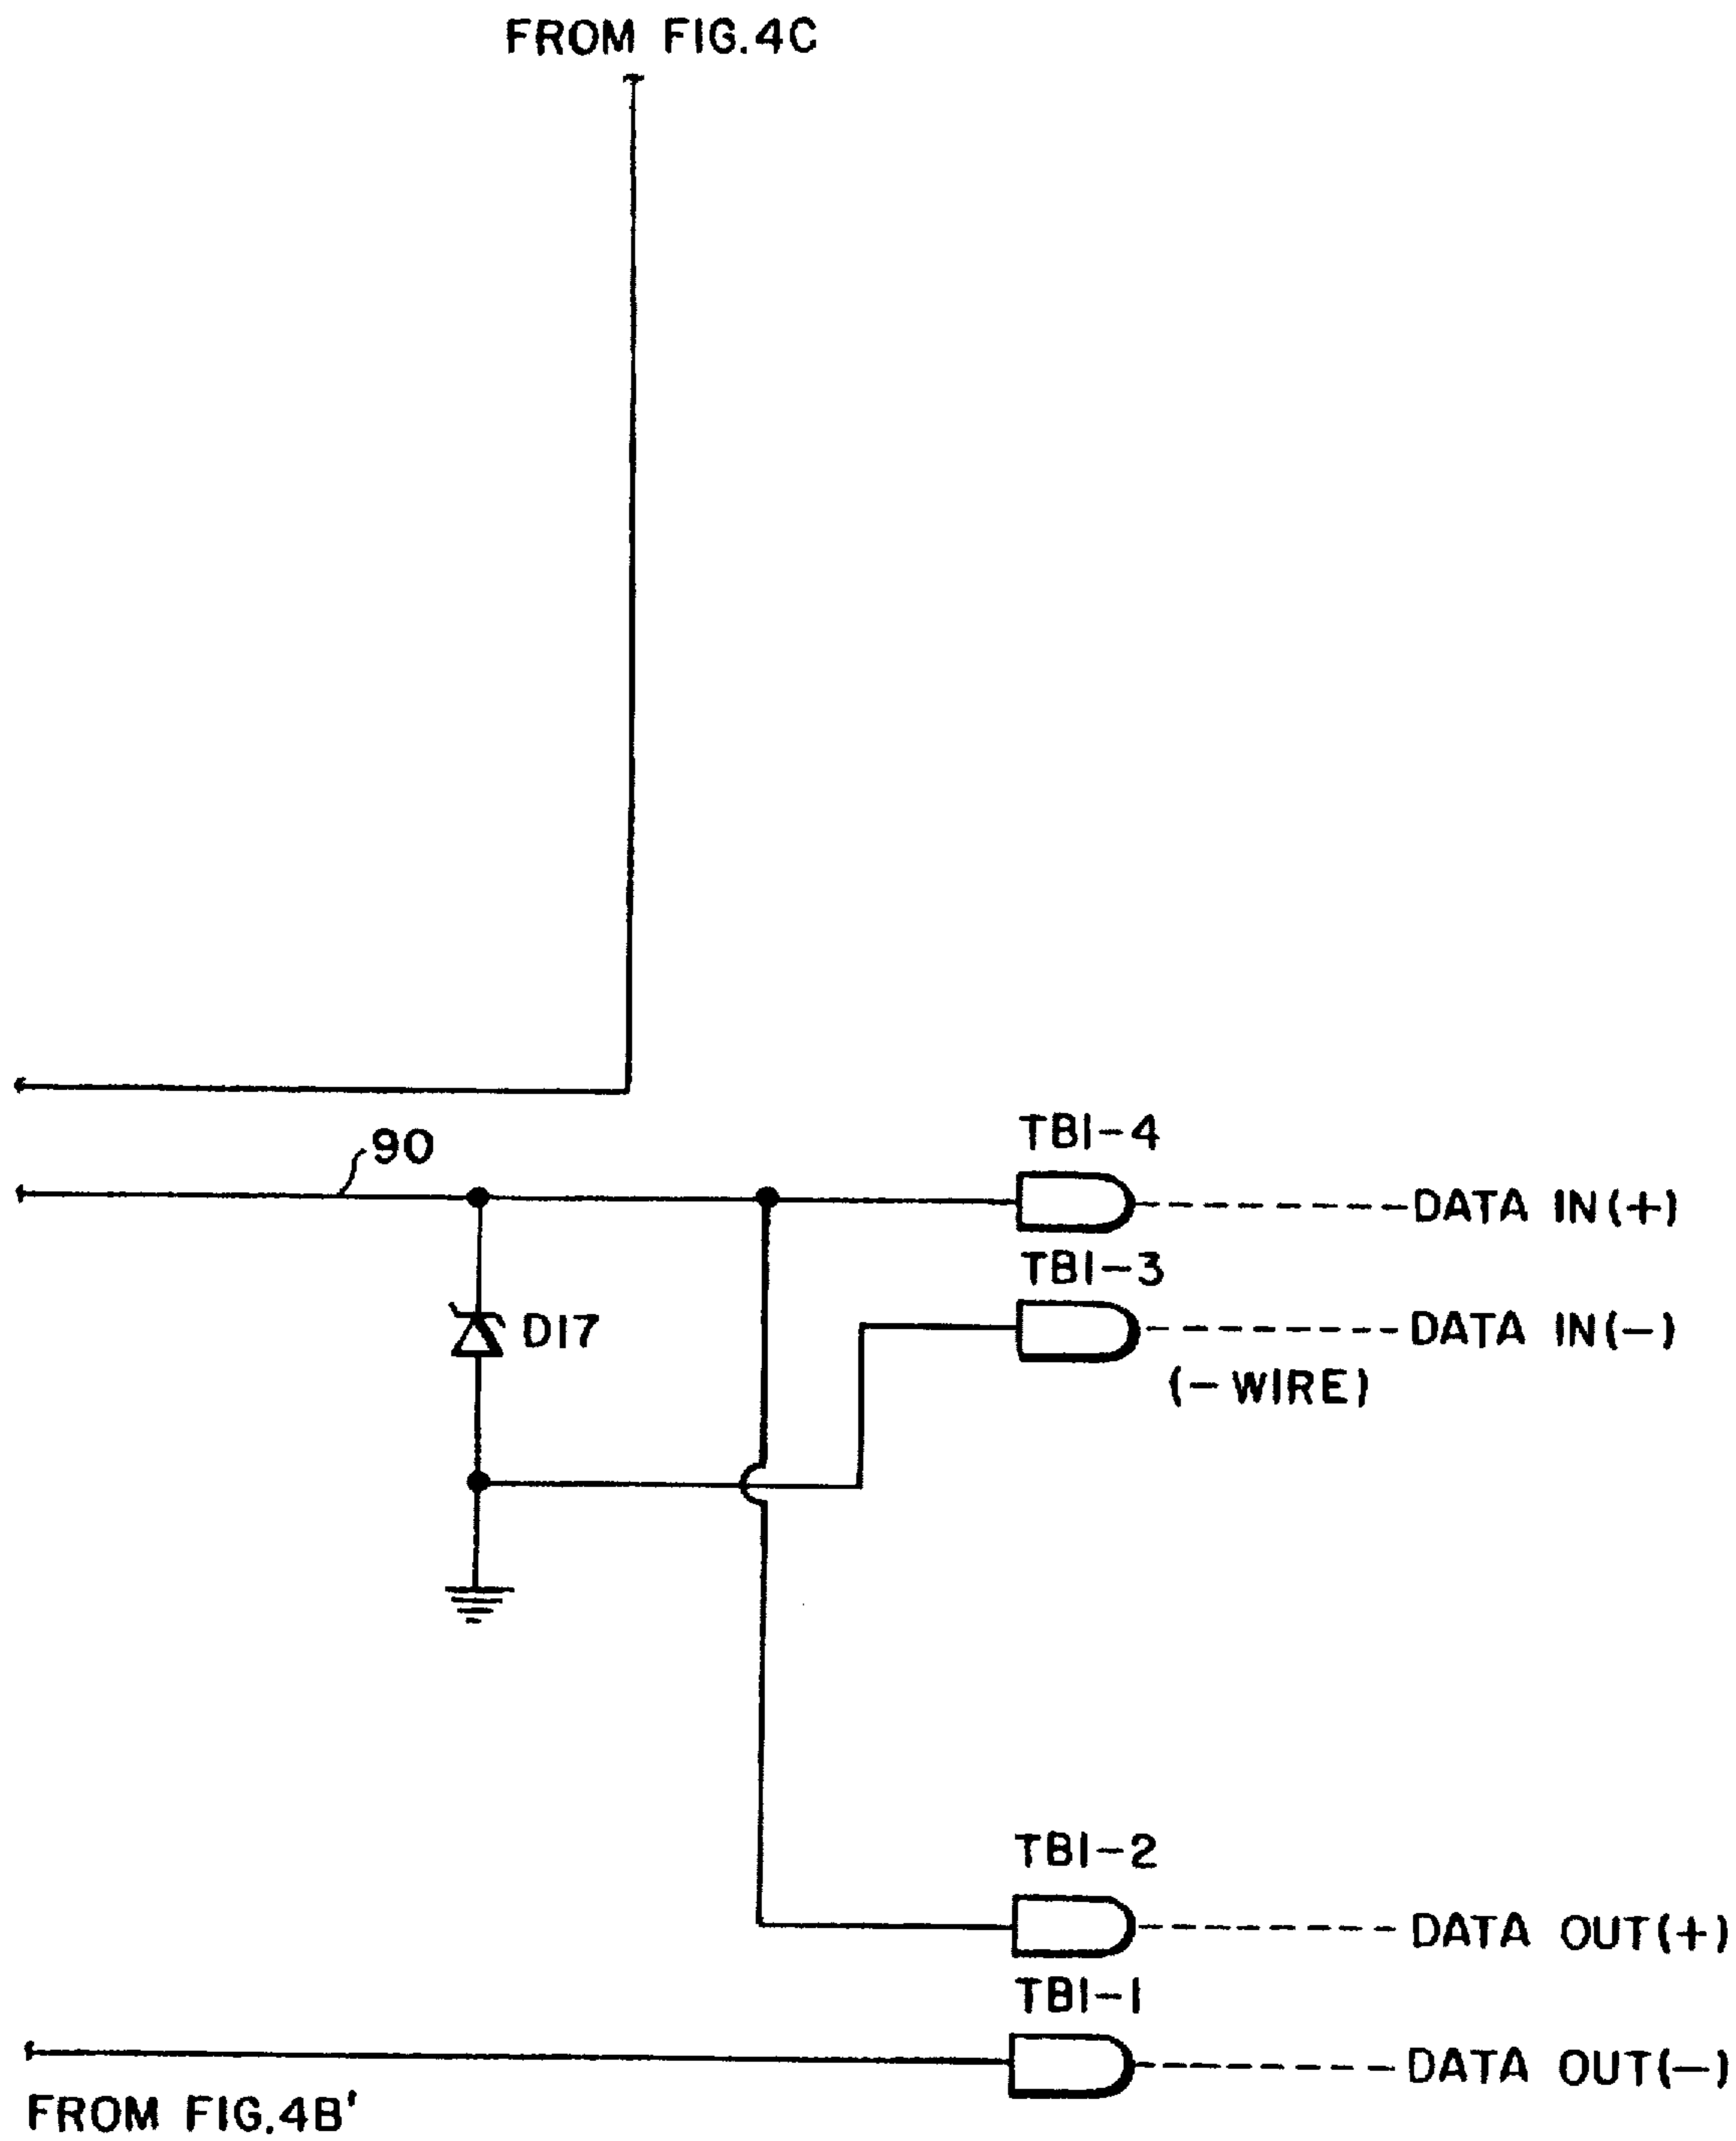 FROM FIG.4C
90
TB1-4
DATA IN(+)
TB1-3
D17
DATA IN(-)
(-WIRE)
TB1-2
DATA OUT(+)
TB1-1
DATA OUT(-)
FROM FIG.4B'